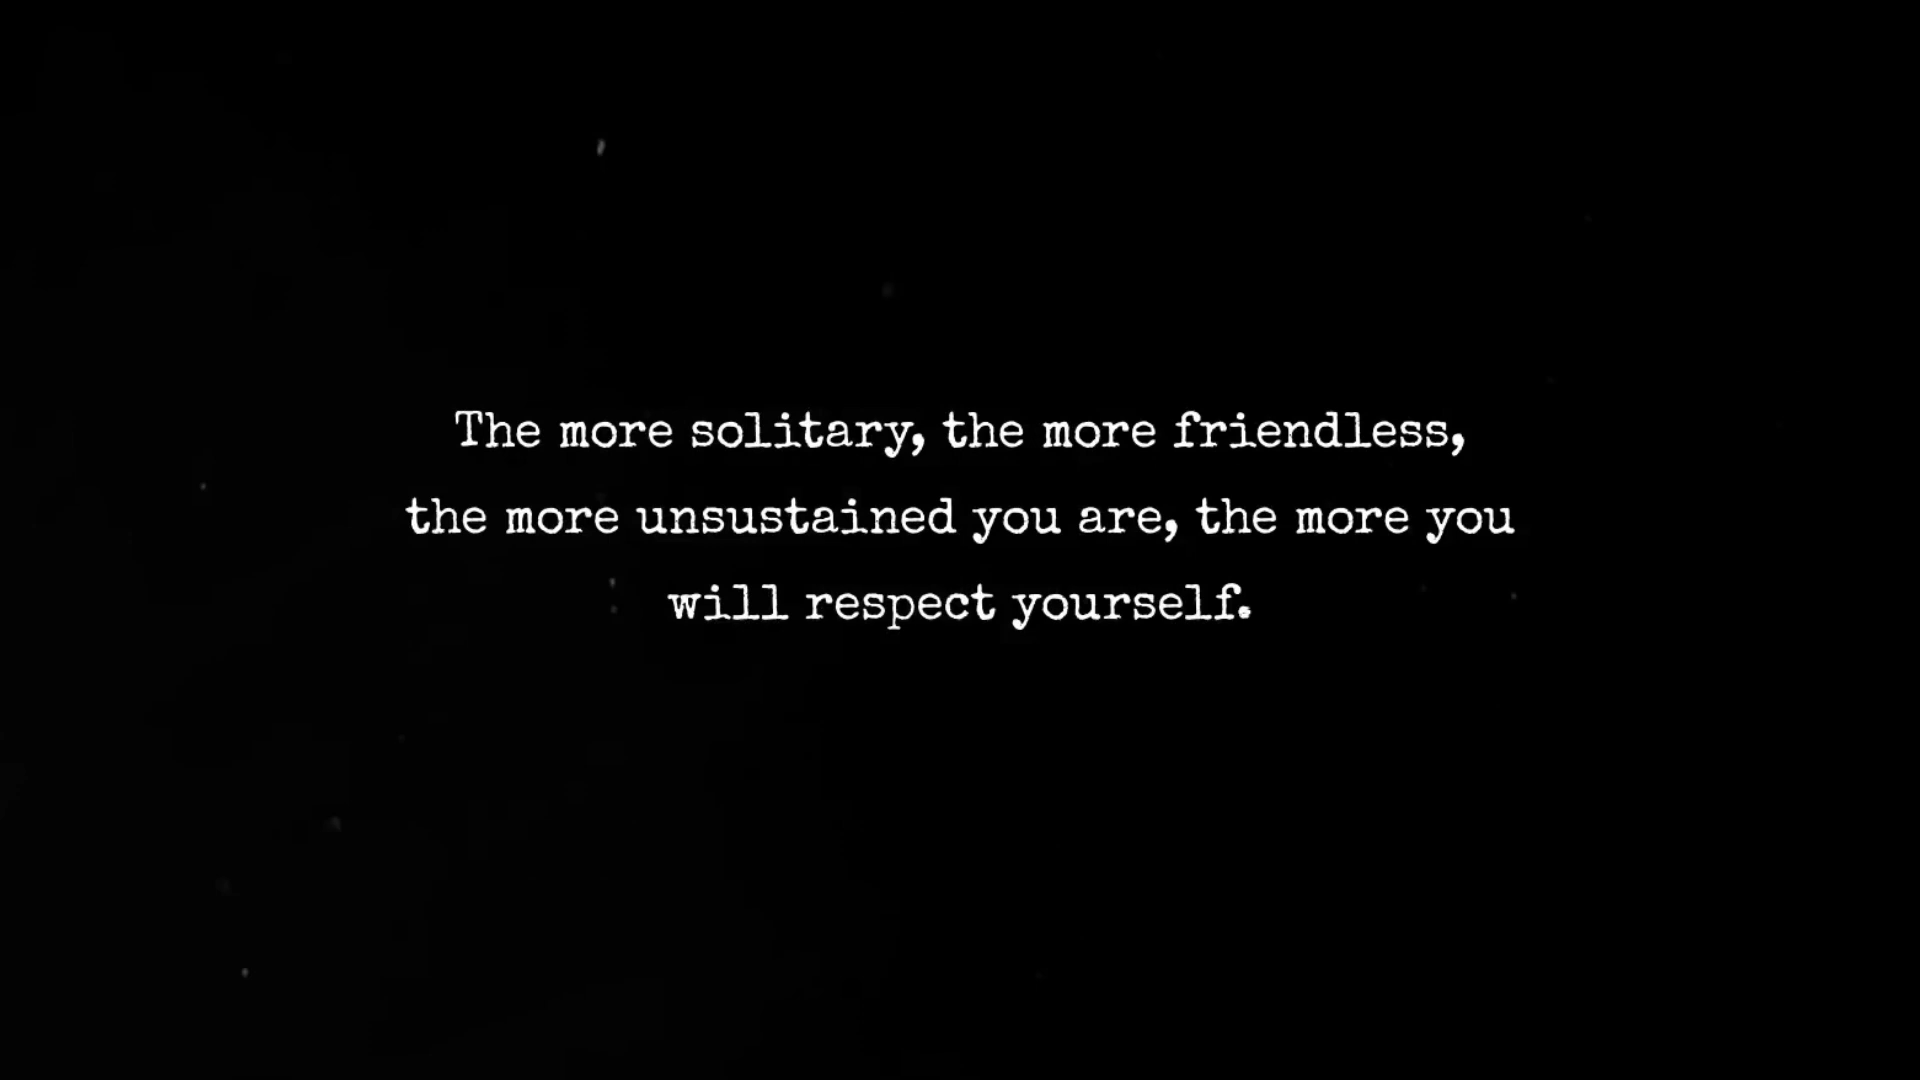 The more solitary, the more friendless,
the more unsustained you are, the more you
will respect yourself.